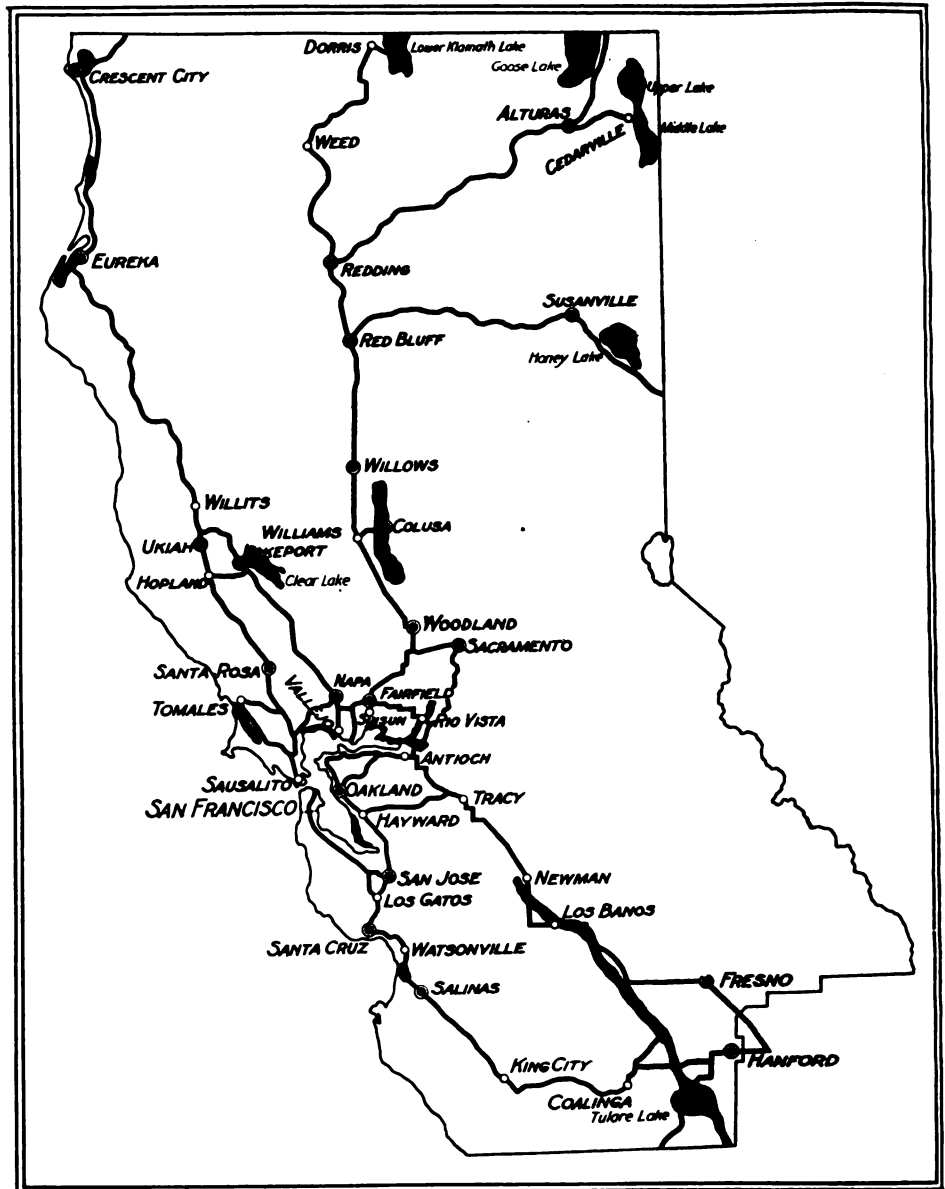 DORRIS
Lower Klamath Lake
Goose Lake
CRESCENT CITY
Upper Lake
ALTURAS
Middle Lake
WEED
CEDARVILLE
EUREKA
REDDING
SUSANVILLE
RED BLUFF
Honey Lake
WILLOWS
WILLITS
COLUSA
WILLIAMS
UKIAH
LAKEPORT
HOPLAND
Clear Lake
WOODLAND
SACRAMENTO
SANTA ROSA
NAPA
FAIRFIELD
TOMALES
SUISUN
RIO VISTA
ANTIOCH
SAUSALITO
OAKLAND
SAN FRANCISCO
TRACY
HAYWARD
SAN JOSE
NEWMAN
LOS GATOS
LOS BANOS
SANTA CRUZ
WATSONVILLE
FRESNO
SALINAS
KING CITY
HANFORD
COALINGA
Tulare Lake